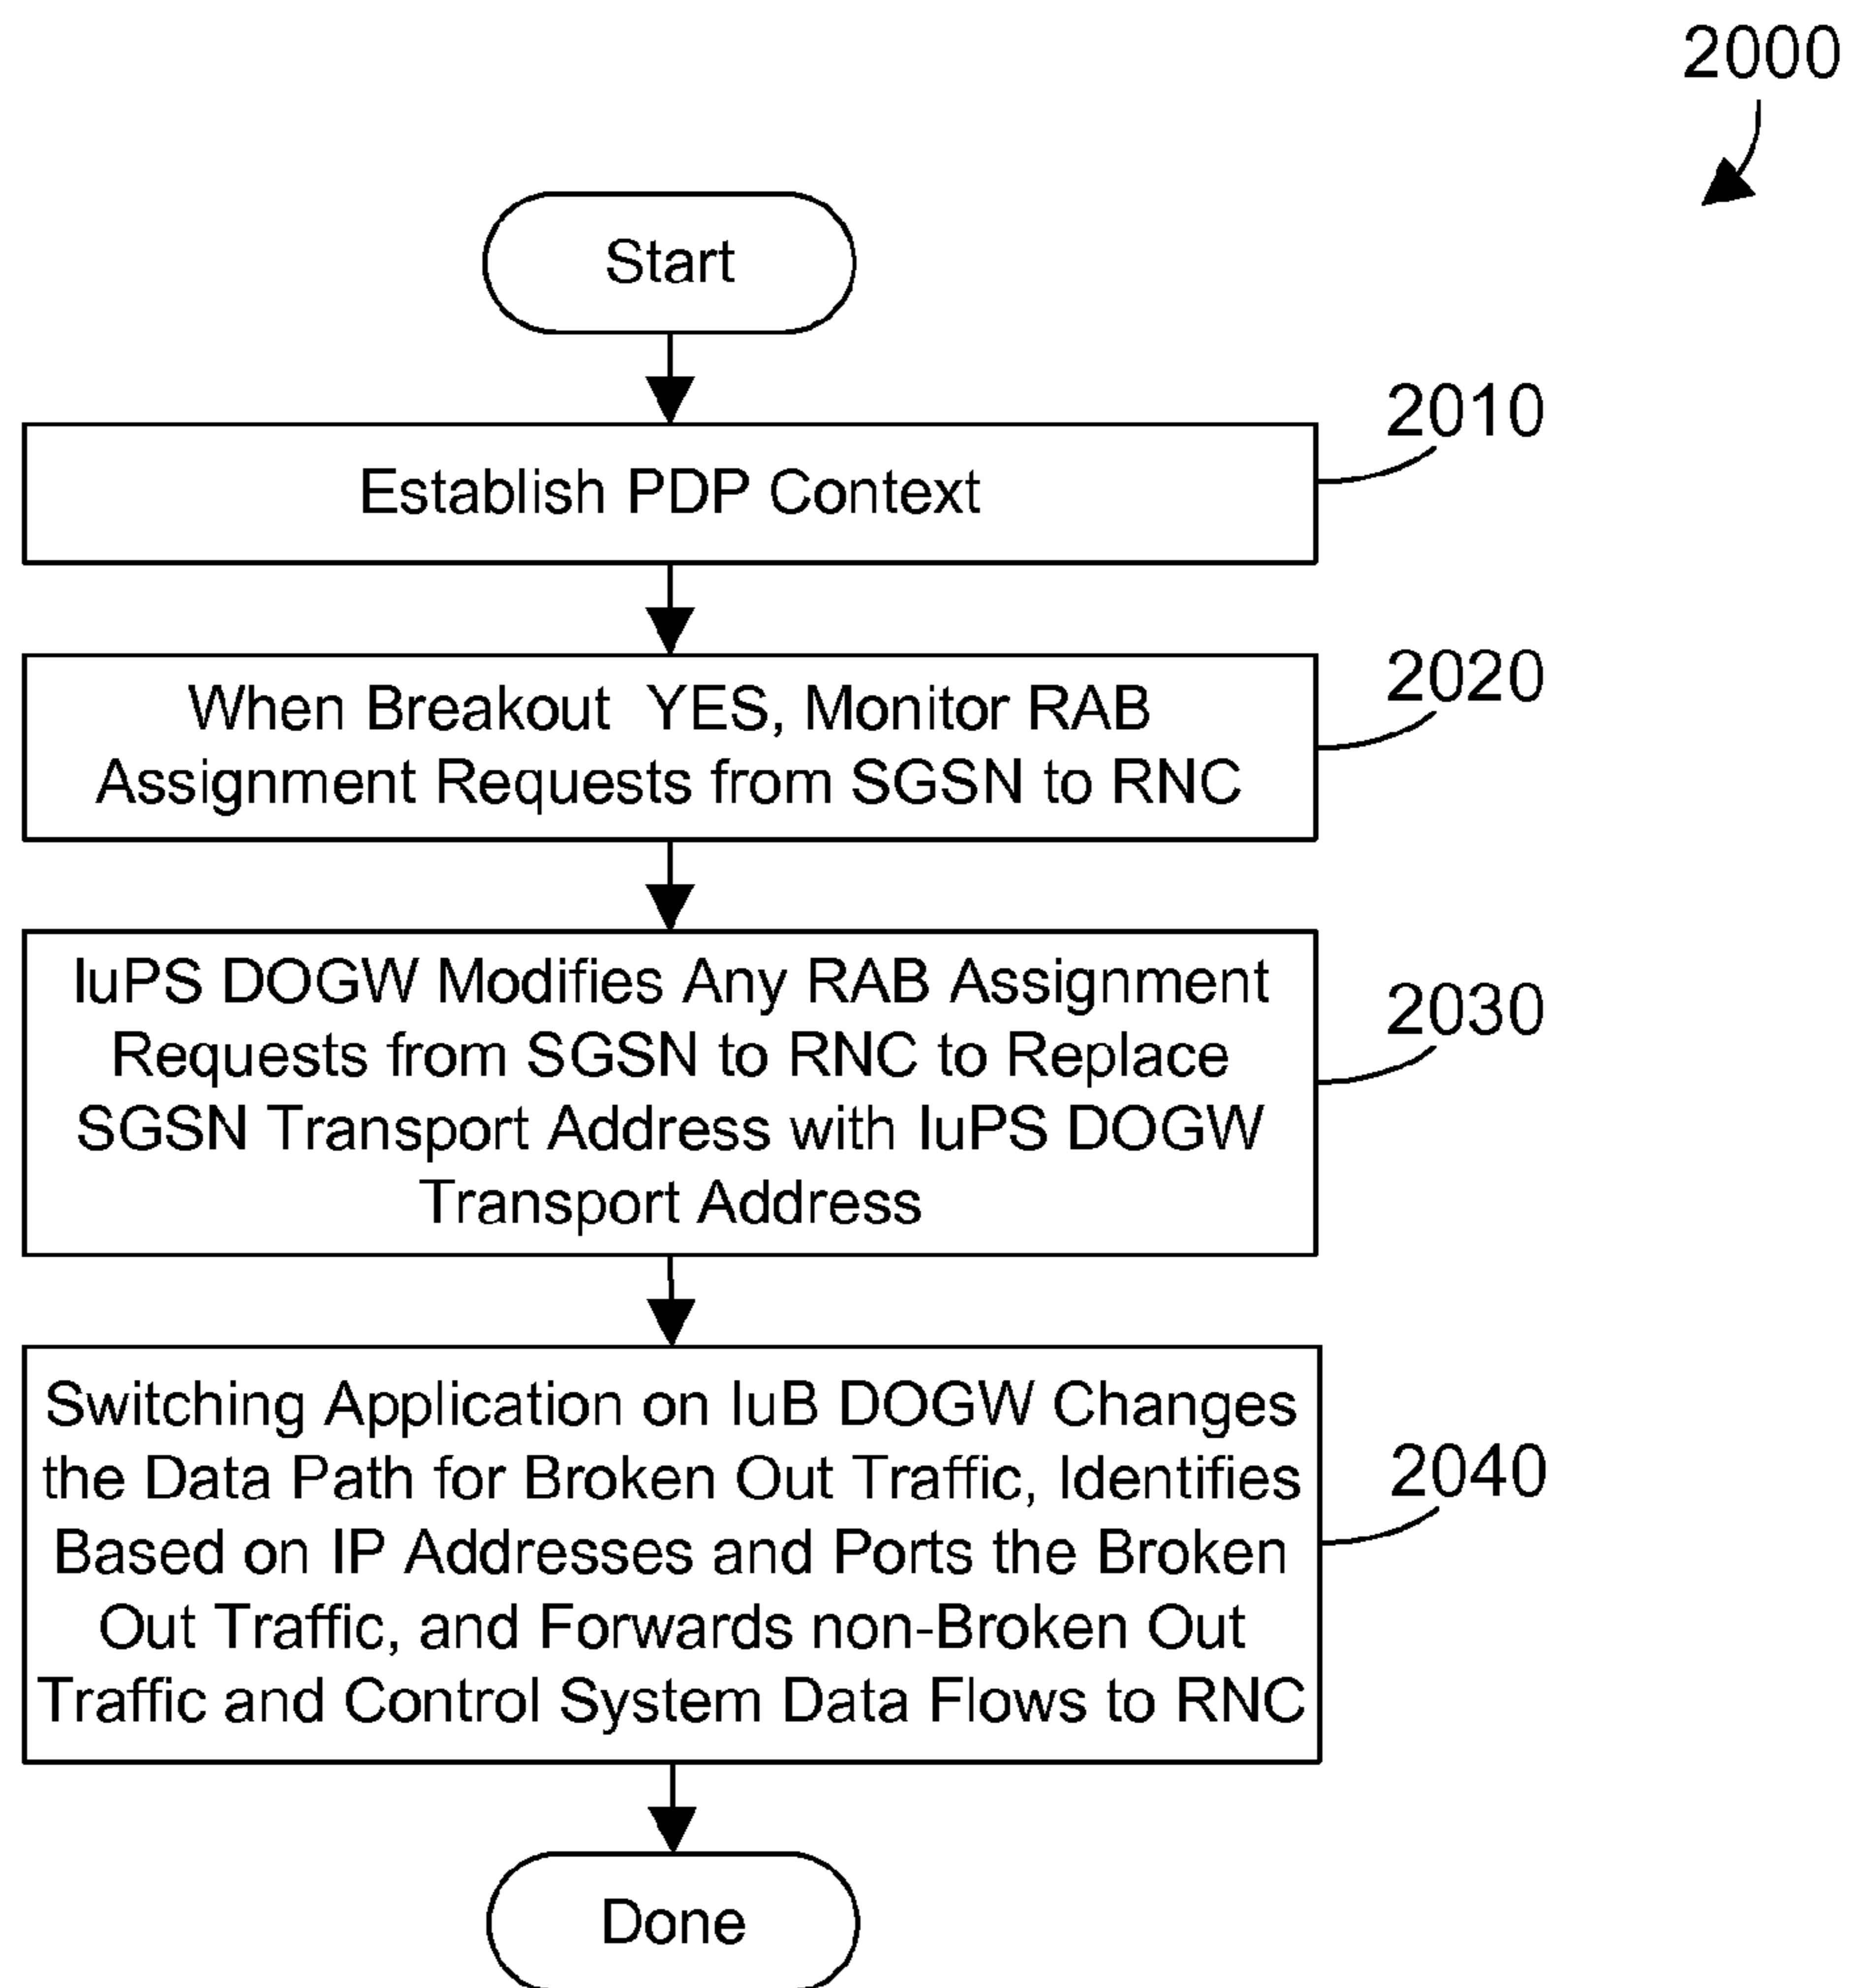 2000
Start
2010
Establish PDP Context
2020
When Breakout YES, Monitor RAB
Assignment Requests from SGSN to RNC
2030
IuPS DOGW Modifies Any RAB Assignment
Requests from SGSN to RNC to Replace
SGSN Transport Address with IuPS DOGW
Transport Address
2040
Switching Application on IuB DOGW Changes
the Data Path for Broken Out Traffic, Identifies
Based on IP Addresses and Ports the Broken
Out Traffic, and Forwards non-Broken Out
Traffic and Control System Data Flows to RNC
Done